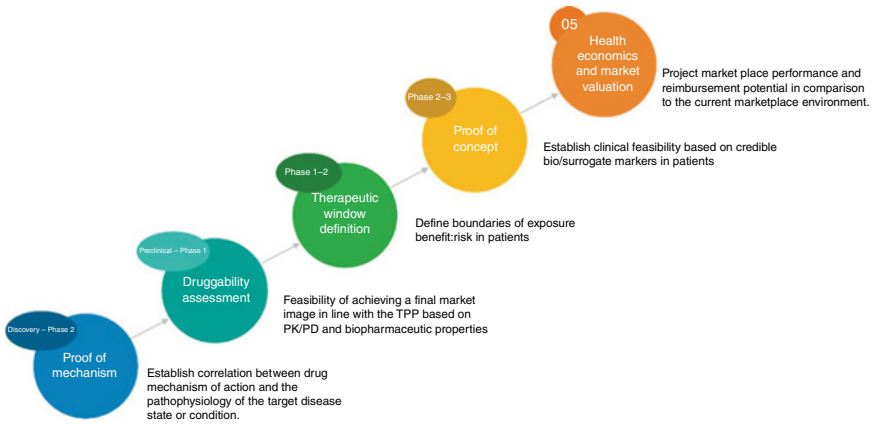 05
Health
economics
and market
valuation
Project market place performance and
reimbursement potential in comparison
to the current marketplace environment.
Phase 2–3
Proof of
concept
Establish clinical feasibility based on credible
bio/surrogate markers in patients
Phase 1–2
Therapeutic
window
definition
Define boundaries of exposure
benefit:risk in patients
Preclinical – Phase 1
Druggability
assessment
Feasibility of achieving a final market
image in line with the TPP based on
PK/PD and biopharmaceutic properties
Discovery – Phase 2
Proof of
mechanism
Establish correlation between drug
mechanism of action and the
pathophysiology of the target disease
state or condition.